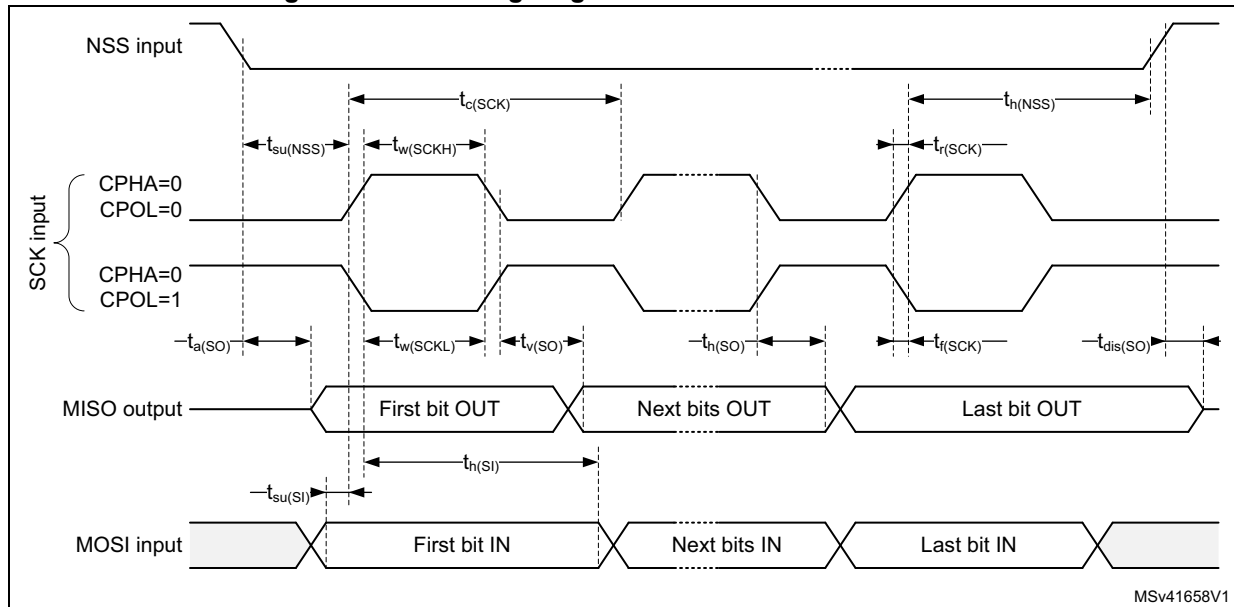 NSS input
tc(SCK)
th(NSS)
tsu(NSS)
tw(SCKH)
tr(SCK)
SCK input
CPHA=0
CPOL=0
CPHA=0
CPOL=1
ta(SO)
tw(SCKL)
tv(SO)
th(SO)
tf(SCK)
tdis(SO)
MISO output
First bit OUT
Next bits OUT
Last bit OUT
th(SI)
tsu(SI)
MOSI input
First bit IN
Next bits IN
Last bit IN
MSv41658V1